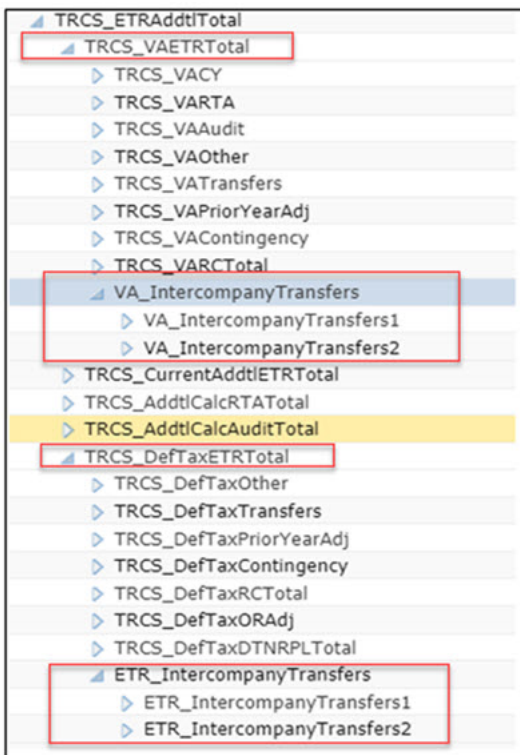 TRCS_ETRAddtlTotal
TRCS_VAETRTotal
TRCS_VACY
TRCS_VARTA
TRCS_VAAudit
TRCS_VAOther
TRCS_VATransfers
TRCS_VAPriorYearAdj
TRCS_VAContingency
TRCS_VARCTotal
VA_IntercompanyTransfers
VA_IntercompanyTransfers1
VA_IntercompanyTransfers2
TRCS_CurrentAddtlETRTotal
TRCS_AddtlCalcRTATotal
TRCS_AddtlCalcAuditTotal
TRCS_DefTaxETRTotal
TRCS_DefTaxOther
TRCS_DefTaxTransfers
TRCS_DefTaxPriorYearAdj
TRCS_DefTaxContingency
TRCS_DefTaxRCTotal
TRCS_DefTaxORAdj
TRCS_DefTaxDTNRPLTotal
ETR_IntercompanyTransfers
ETR_IntercompanyTransfers1
ETR_IntercompanyTransfers2